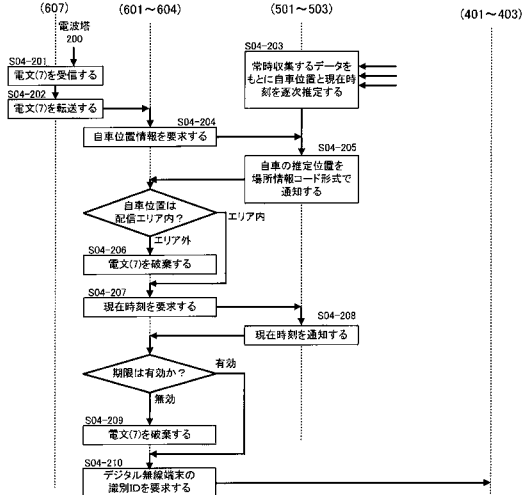 (607)
(601～604)
(501～503)
(401～403)
電波塔
200
S04-201
電文(7)を受信する
S04-202
電文(7)を転送する
S04-203
常時収集するデータを
もとに自車位置と現在時
刻を逐次推定する
S04-204
自車位置情報を要求する
S04-205
自車の推定位置を
場所情報コード形式で
通知する
自車位置は
配信エリア内？
エリア内
エリア外
S04-206
電文(7)を破棄する
S04-207
現在時刻を要求する
S04-208
現在時刻を通知する
期限は有効か？
有効
無効
S04-209
電文(7)を破棄する
S04-210
デジタル無線端末の
識別IDを要求する